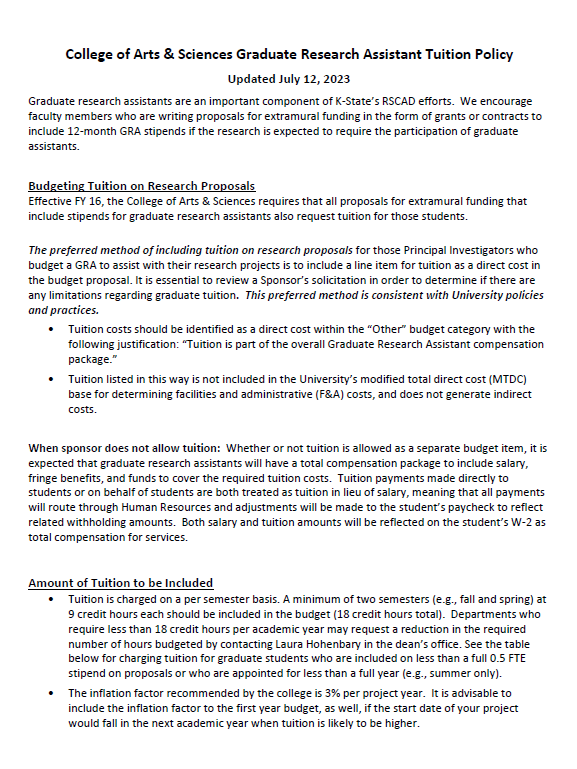 College of Arts & Sciences Graduate Research Assistant Tuition Policy
Updated July 12, 2023
Graduate research assistants are an important component of K-State's RSCAD efforts.  We encourage
faculty members who are writing proposals for extramural funding in the form of grants or contracts to
include 12-month GRA stipends if the research is expected to require the participation of graduate
assistants.
Budgeting Tuition on Research Proposals
Effective FY 16, the College of Arts & Sciences requires that all proposals for extramural funding that
include stipends for graduate research assistants also request tuition for those students.
The preferred method of including tuition on research proposals for those Principal Investigators who
budget a GRA to assist with their research projects is to include a line item for tuition as a direct cost in
the budget proposal. It is essential to review a Sponsor's solicitation in order to determine if there are
any limitations regarding graduate tuition.  This preferred method is consistent with University policies
and practices.
• Tuition costs should be identified as a direct cost within the "Other" budget category with the
following justification: "Tuition is part of the overall Graduate Research Assistant compensation
package."
• Tuition listed in this way is not included in the University's modified total direct cost (MTDC)
base for determining facilities and administrative (F&A) costs, and does not generate indirect
costs.
When sponsor does not allow tuition:  Whether or not tuition is allowed as a separate budget item, it is
expected that graduate research assistants will have a total compensation package to include salary,
fringe benefits, and funds to cover the required tuition costs.  Tuition payments made directly to
students or on behalf of students are both treated as tuition in lieu of salary, meaning that all payments
will route through Human Resources and adjustments will be made to the student's paycheck to reflect
related withholding amounts.  Both salary and tuition amounts will be reflected on the student's W-2 as
total compensation for services.
Amount of Tuition to be Included
• Tuition is charged on a per semester basis. A minimum of two semesters (e.g., fall and spring) at
9 credit hours each should be included in the budget (18 credit hours total).  Departments who
require less than 18 credit hours per academic year may request a reduction in the required
number of hours budgeted by contacting Laura Hohenbary in the dean's office. See the table
below for charging tuition for graduate students who are included on less than a full 0.5 FTE
stipend on proposals or who are appointed for less than a full year (e.g., summer only).
• The inflation factor recommended by the college is 3% per project year.  It is advisable to
include the inflation factor to the first year budget, as well, if the start date of your project
would fall in the next academic year when tuition is likely to be higher.